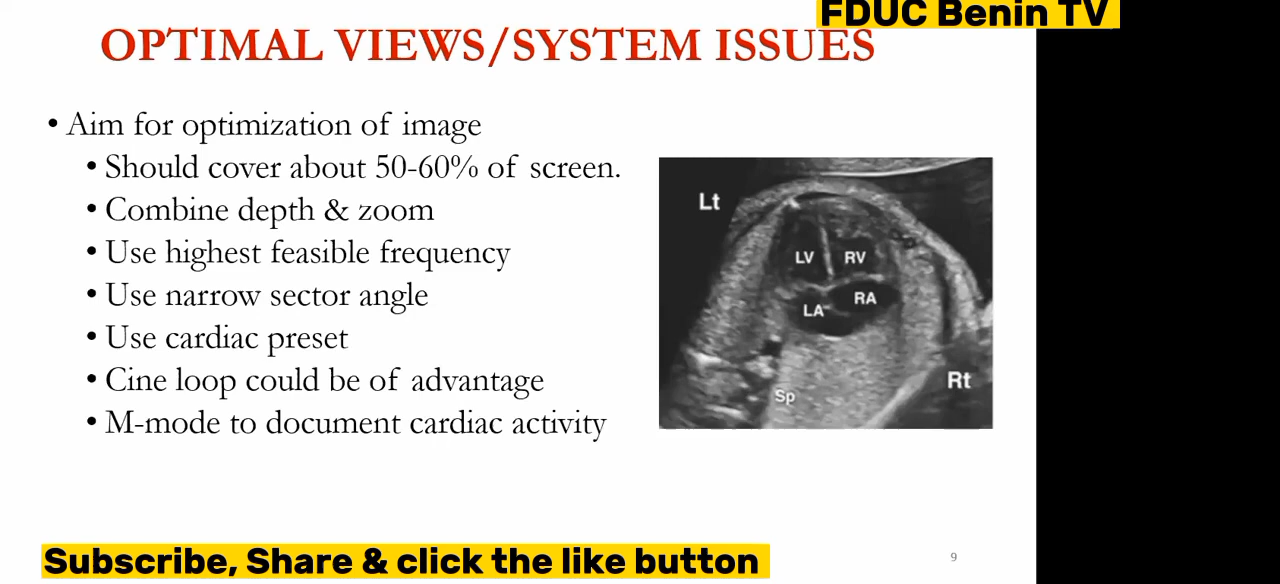 FDUC Benin TV
OPTIMAL VIEWS/SYSTEM ISSUES
• Aim for optimization of image
• Should cover about 50-60% of screen.
• Combine depth & zoom
• Use highest feasible frequency
• Use narrow sector angle
• Use cardiac preset
• Cine loop could be of advantage
• M-mode to document cardiac activity
Lt
LV RV
LA RA
Rt
Sp
Subscribe, Share & click the like button
9